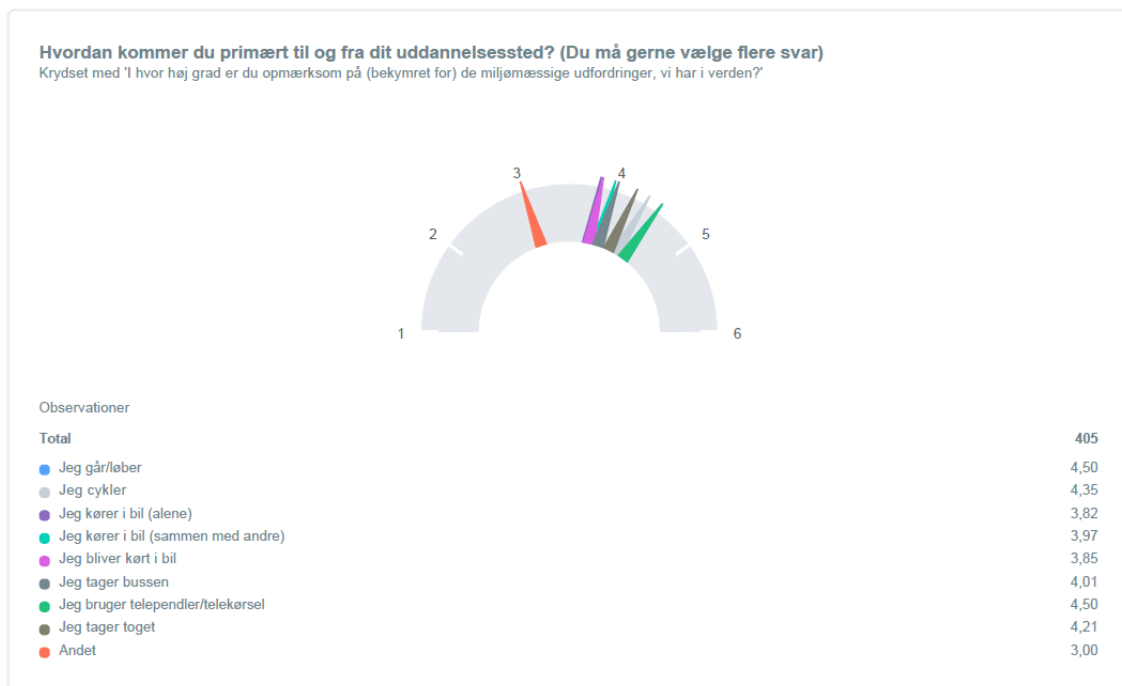 Hvordan kommer du primært til og fra dit uddannelsessted? (Du må gerne vælge flere svar)
Krydset med 'I hvor høj grad er du opmærksom på (bekymret for) de miljømæssige udfordringer, vi har i verden?'
3
4
2
5
1
6
Observationer
Total 405
Jeg går/løber 4,50
Jeg cykler 4,35
Jeg kører i bil (alene) 3,82
Jeg kører i bil (sammen med andre) 3,97
Jeg bliver kørt i bil 3,85
Jeg tager bussen 4,01
Jeg bruger telependler/telekørsel 4,50
Jeg tager toget 4,21
Andet 3,00